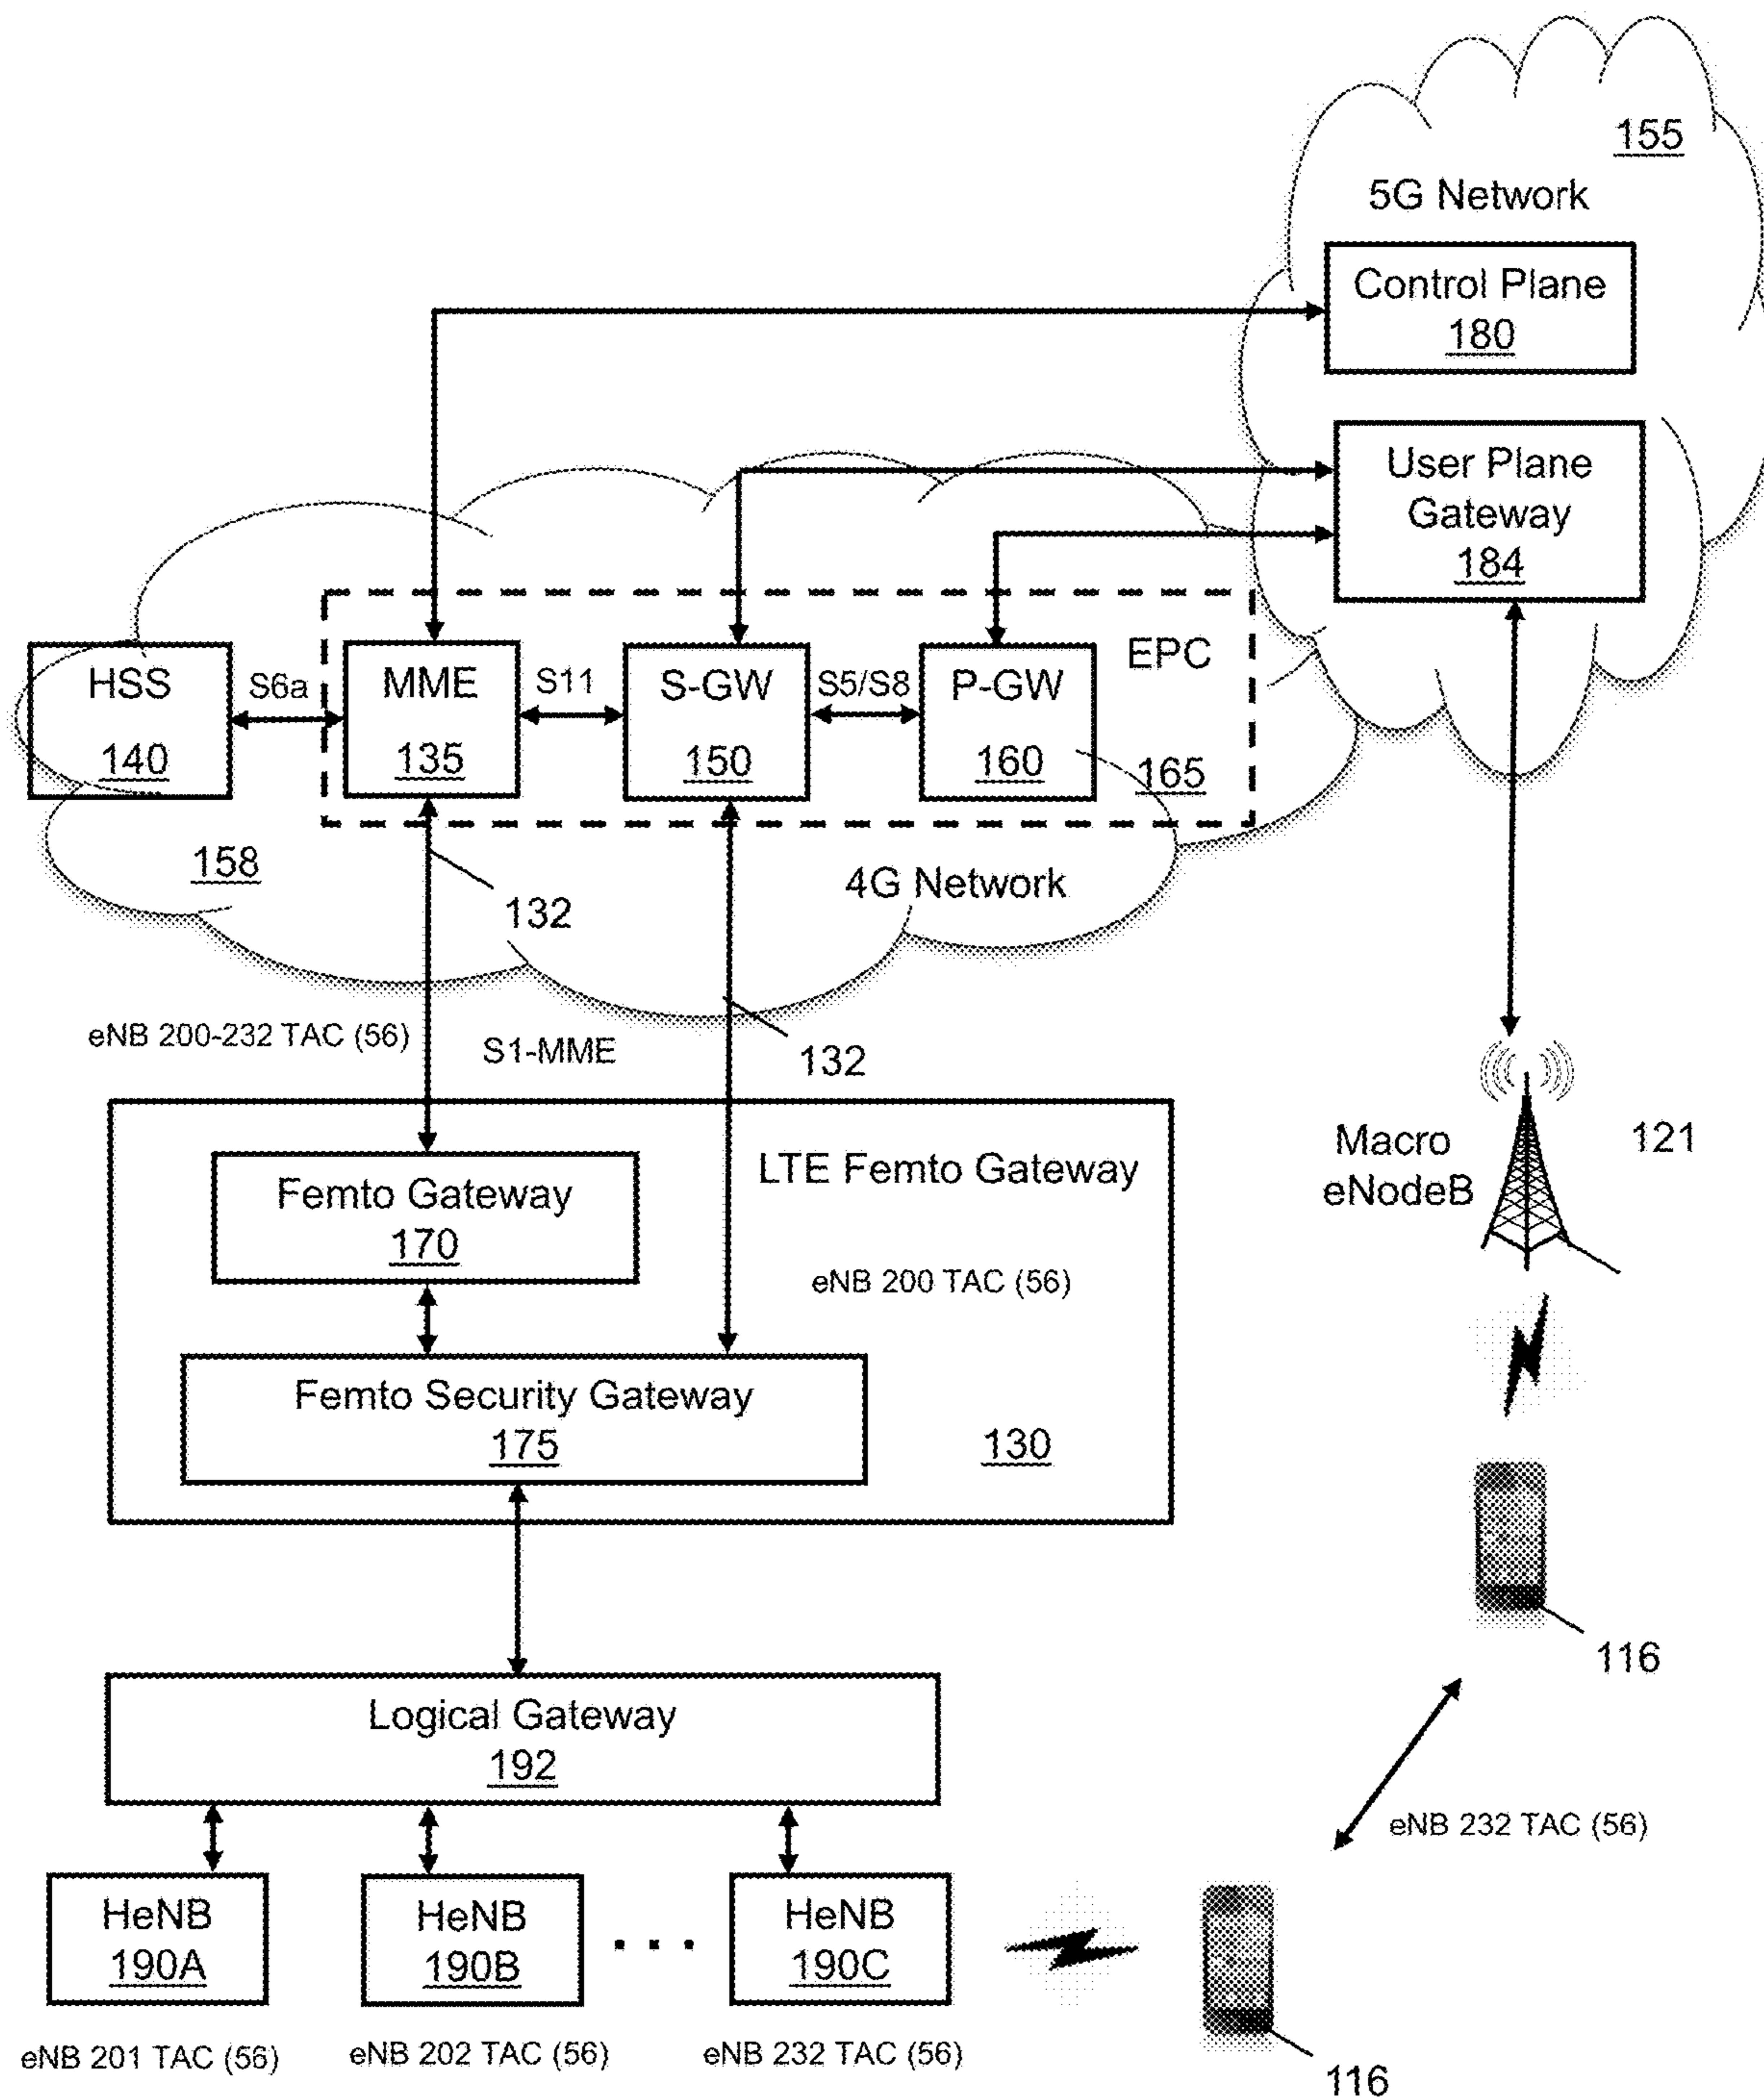 155
5G Network
Control Plane
180
User Plane
Gateway
184
EPC
HSS
140
S6a
MME
135
S11
S-GW
150
S5/S8
P-GW
160
165
158
4G Network
132
eNB 200-232 TAC (56)
S1-MME
132
LTE Femto Gateway
Femto Gateway
170
eNB 200 TAC (56)
Femto Security Gateway
175
130
Macro
eNodeB
121
116
Logical Gateway
192
eNB 232 TAC (56)
HeNB
190A
HeNB
190B
...
HeNB
190C
eNB 201 TAC (56)
eNB 202 TAC (56)
eNB 232 TAC (56)
116